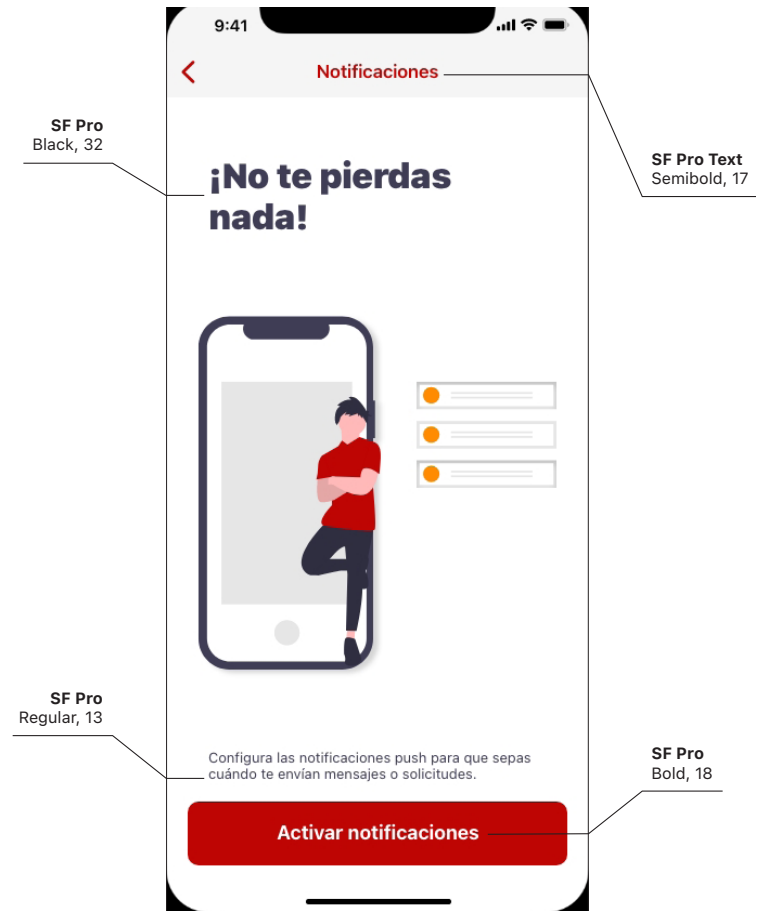 9:41
Notificaciones
SF Pro
Black, 32
SF Pro Text
Semibold, 17
¡No te pierdas
nada!
SF Pro
Regular, 13
Configura las notificaciones push para que sepas
cuándo te envían mensajes o solicitudes.
SF Pro
Bold, 18
Activar notificaciones